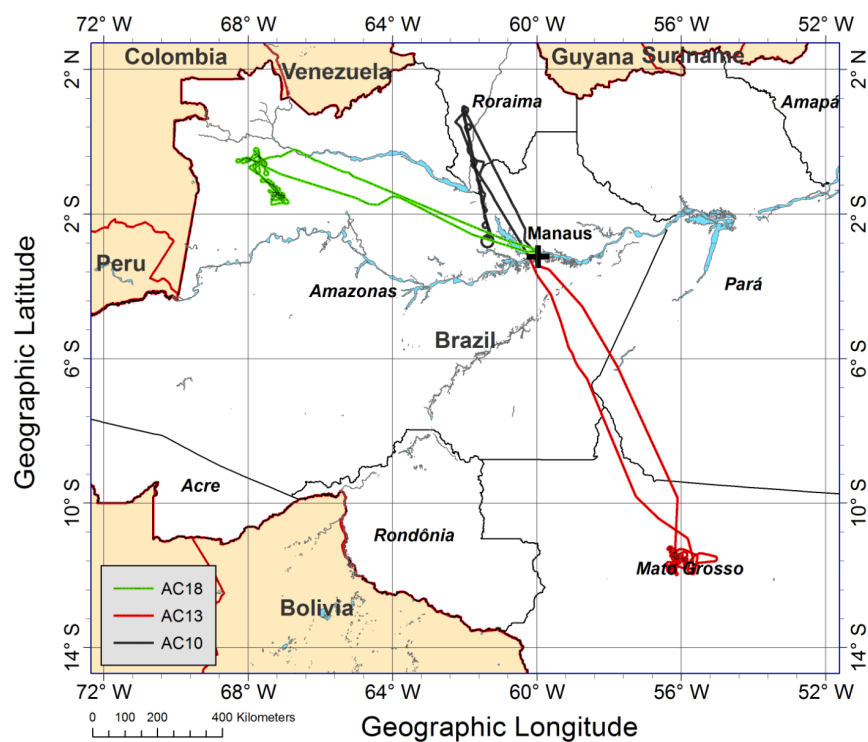 72° W 68° W 64° W 60° W 56° W 52° W
Colombia
Venezuela
Guyana
Suriname
2° N
2° N
Roraima
Amapá
2° S
2° S
Manaus
Peru
Pará
Amazonas
Brazil
6° S
6° S
Acre
10° S
10° S
Rondônia
Mato Grosso
AC18
AC13
AC10
Bolivia
14° S
14° S
72° W 68° W 64° W 60° W 56° W 52° W
0 100 200 400 Kilometers
Geographic Longitude
Geographic Latitude